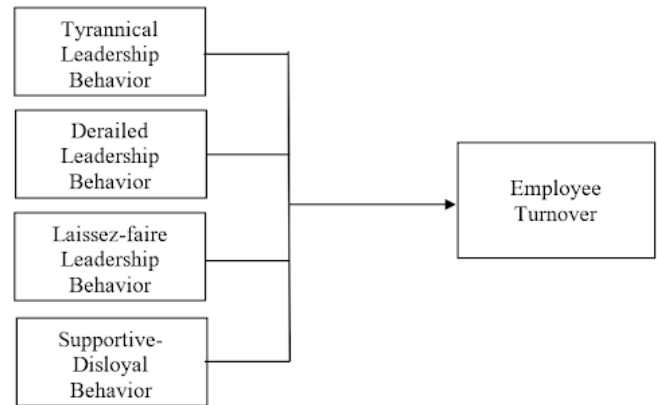 Tyrannical
Leadership
Behavior
Derailed
Leadership
Behavior
Laissez-faire
Leadership
Behavior
Supportive-
Disloyal
Behavior
Employee
Turnover